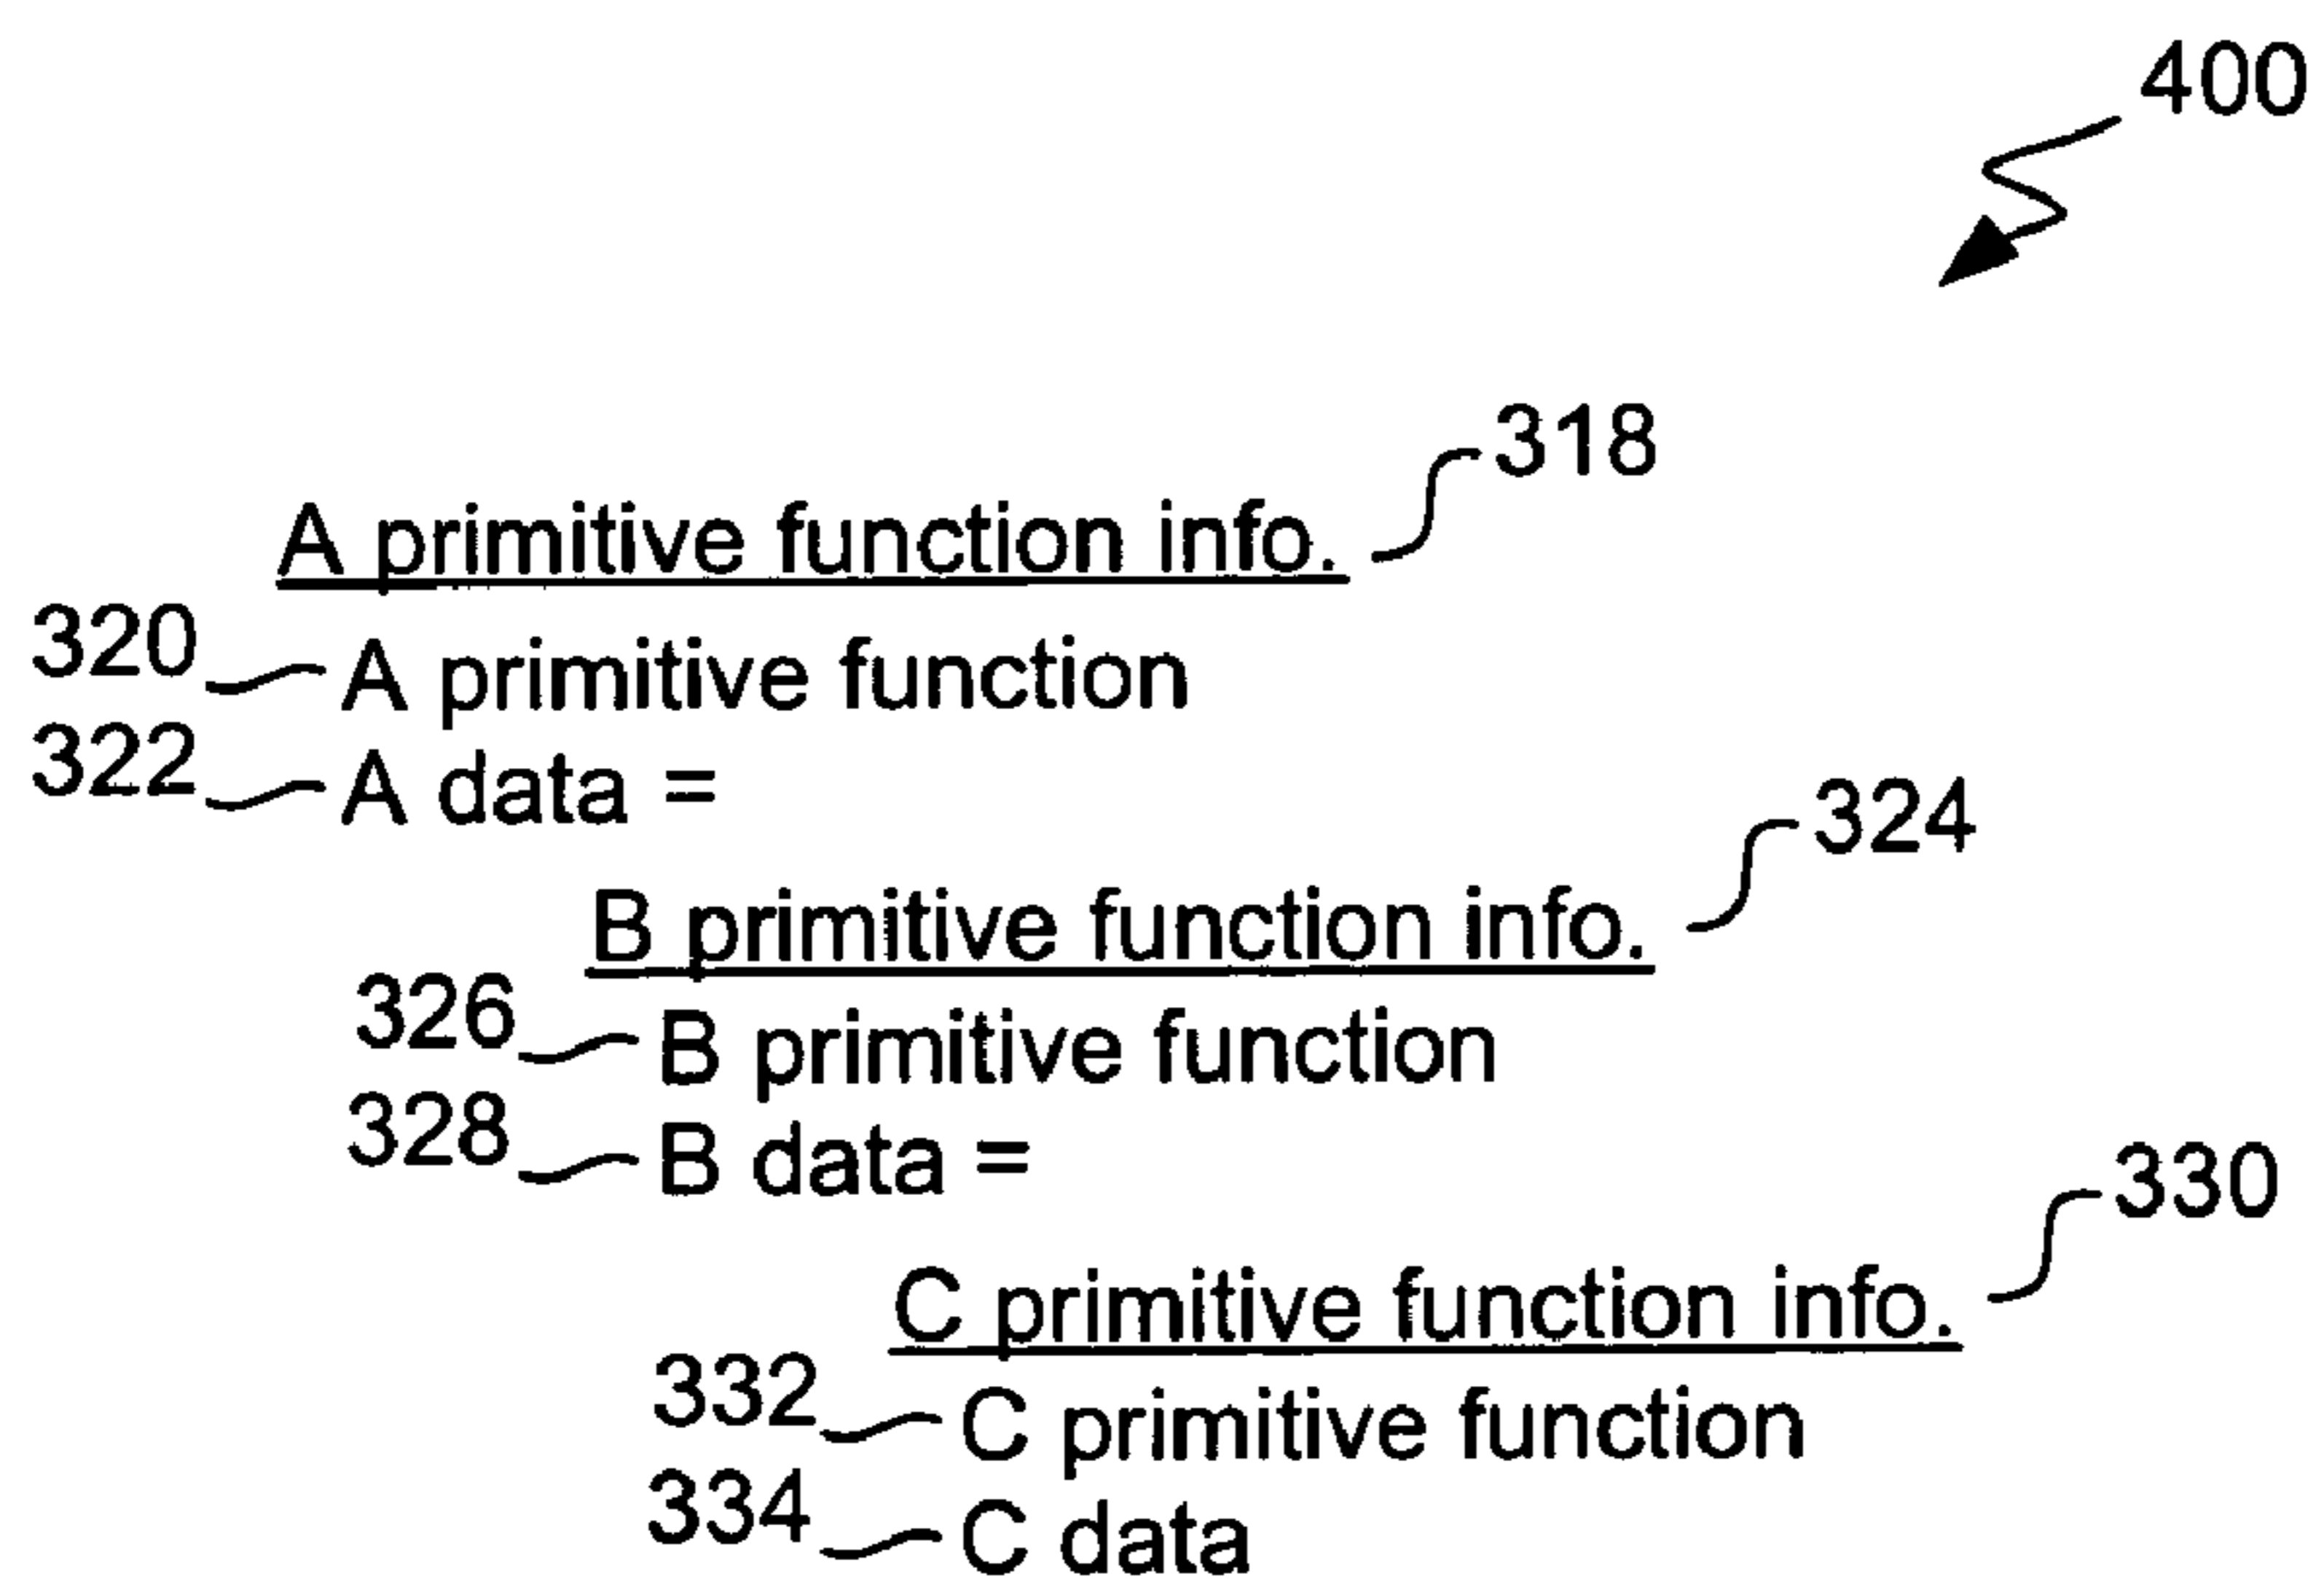 400
318
A primitive function info.
320 A primitive function
322 A data =
324
B primitive function info.
326 B primitive function
328 B data =
330
C primitive function info.
332 C primitive function
334 C data